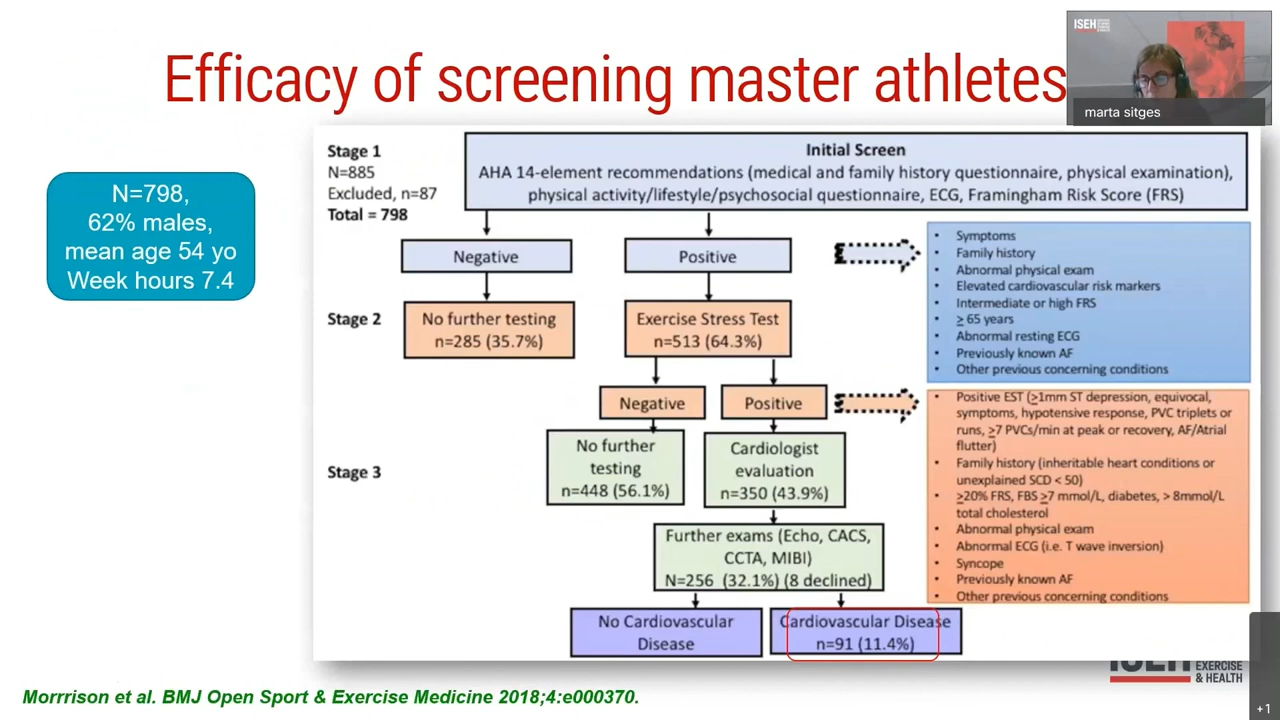 Efficacy of screening master athletes
ISEH
marta sitges
N=798,
62% males,
mean age 54 yo
Week hours 7.4
Stage 1
N=885
Excluded, n=87
Total = 798
Initial Screen
AHA 14-element recommendations (medical and family history questionnaire, physical examination),
physical activity/lifestyle/psychosocial questionnaire, ECG, Framingham Risk Score (FRS)
Negative
Positive
Symptoms
Family history
Abnormal physical exam
Elevated cardiovascular risk markers
Intermediate or high FRS
≥ 65 years
Abnormal resting ECG
Previously known AF
Other previous concerning conditions
Stage 2
No further testing
n=285 (35.7%)
Exercise Stress Test
n=513 (64.3%)
Negative
Positive
Positive EST (≥1mm ST depression, equivocal,
symptoms, hypotensive response, PVC triplets or
runs, ≥7 PVCs/min at peak or recovery, AF/Atrial
flutter)
Family history (inheritable heart conditions or
unexplained SCD < 50)
≥20% FRS, FBS ≥7 mmol/L, diabetes, > 8mmol/L
total cholesterol
Abnormal physical exam
Abnormal ECG (i.e. T wave inversion)
Syncope
Previously known AF
Other previous concerning conditions
Stage 3
No further
testing
n=448 (56.1%)
Cardiologist
evaluation
n=350 (43.9%)
Further exams (Echo, CACS,
CCTA, MIBI)
N=256 (32.1%) (8 declined)
No Cardiovascular
Disease
Cardiovascular Disease
n=91 (11.4%)
ISEH
EXERCISE
& HEALTH
Morrrison et al. BMJ Open Sport & Exercise Medicine 2018;4:e000370.
+1